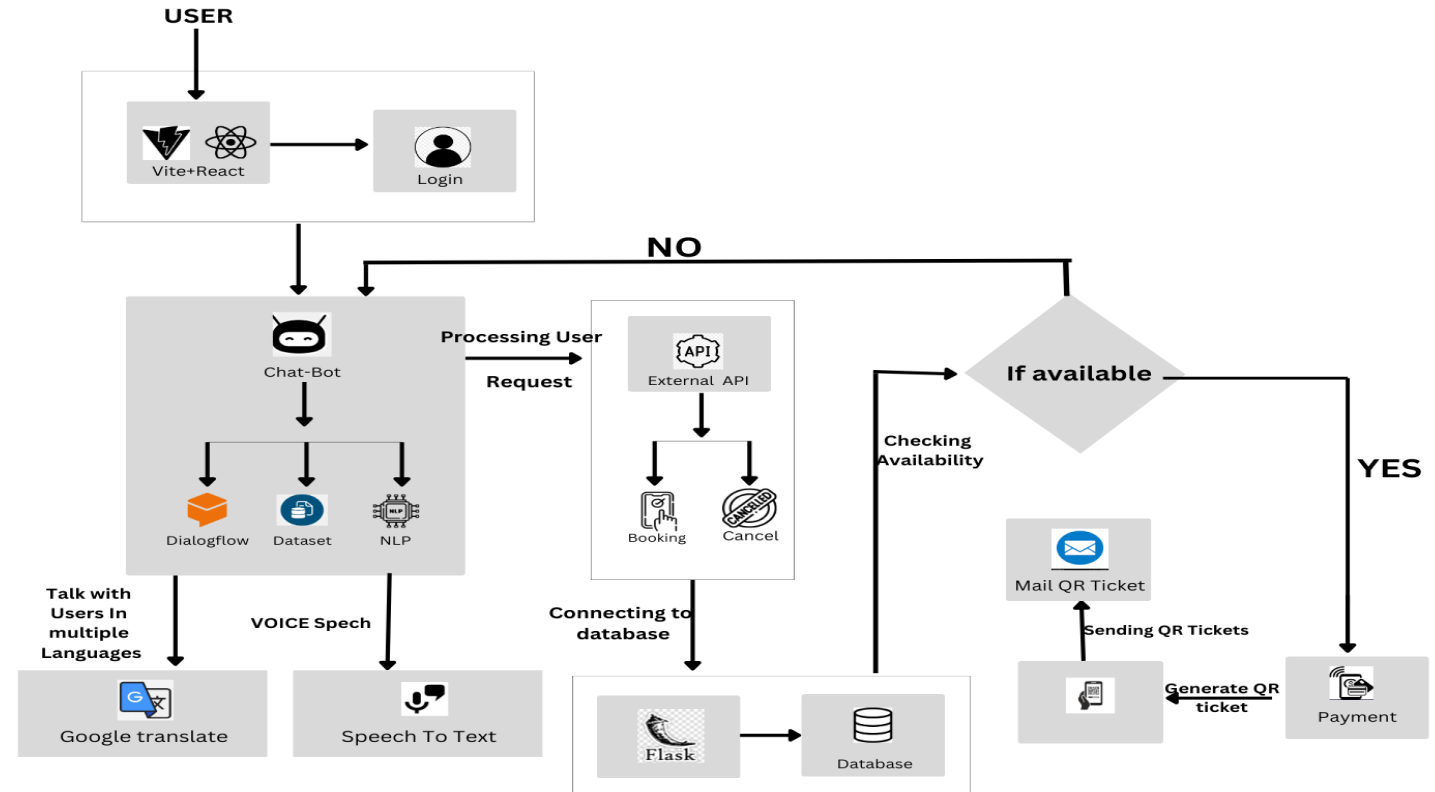 USER
Vite+React
Login
NO
Chat-Bot
Processing User
Request
API
External API
If available
Checking
Availability
YES
Dialogflow
Dataset
NLP
NLP
Booking
CANCELLED
Cancel
Talk with
Users In
multiple
Languages
VOICE Spech
Connecting to
database
Mail QR Ticket
Sending QR Tickets
G
文
Google translate
Speech To Text
Flask
Database
Generate QR
ticket
Payment